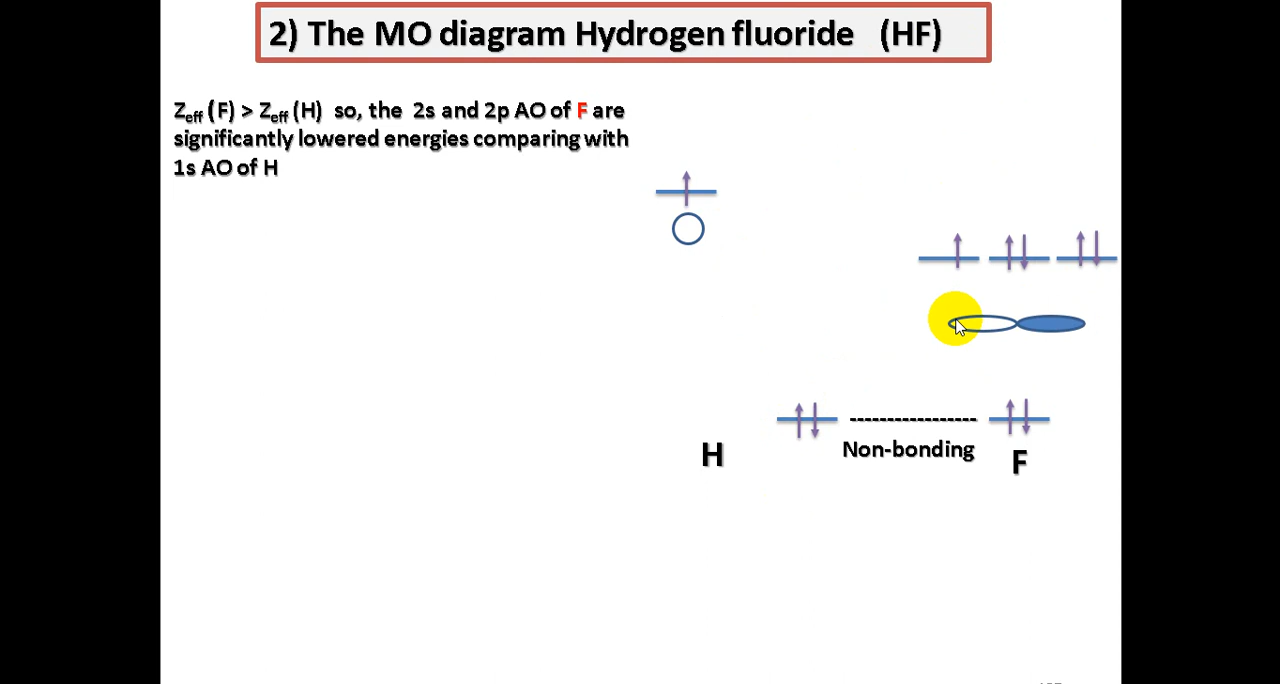 2) The MO diagram Hydrogen fluoride (HF)
Zeff (F) > Zeff (H) so, the 2s and 2p AO of F are
significantly lowered energies comparing with
1s AO of H
Non-bonding
H
F